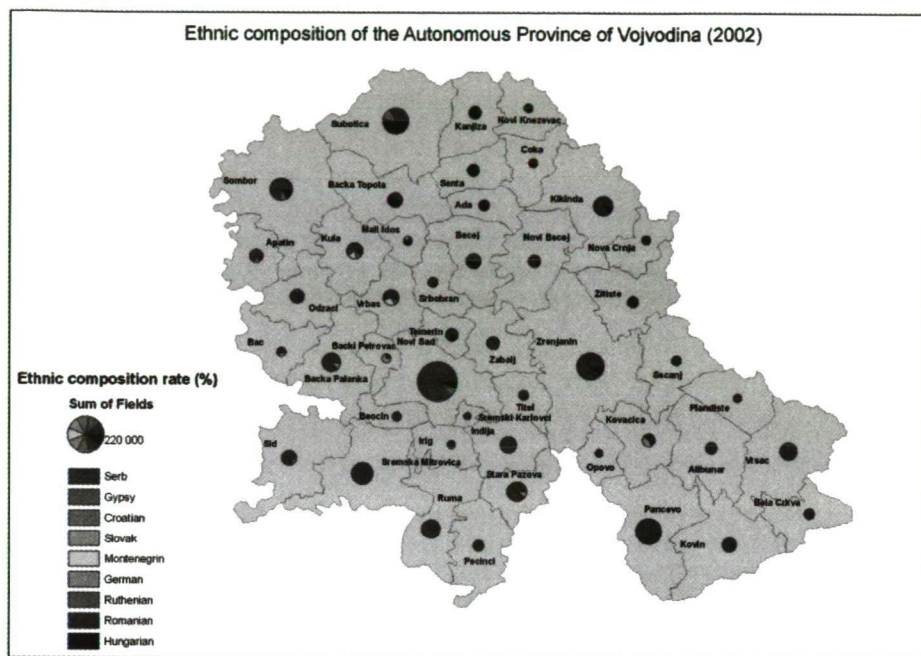 Ethnic composition of the Autonomous Province of Vojvodina (2002)
Subotica
Kanjiza
Novi Knezevac
Coka
Sombor
Backa Topola
Senta
Ada
Kikinda
Mali Idos
Becej
Novi Becej
Nova Crnja
Apatin
Kula
Srbobran
Zitiste
Odzaci
Vrbas
Temerin
Bac
Backi Petrovac
Novi Sad
Zabalj
Zrenjanin
Secanj
Backa Palanka
Titel
Plandiste
Beocin
Sremski-Karlovci
Kovacica
Sid
Irig
Indjia
Sremska Mitrovica
Opovo
Alibunar
Vrsac
Stara Pazova
Ruma
Pancevo
Bela Crkva
Pecinci
Kovin
Ethnic composition rate (%)
Sum of Fields
220 000
Serb
Gypsy
Croatian
Slovak
Montenegrin
German
Ruthenian
Romanian
Hungarian